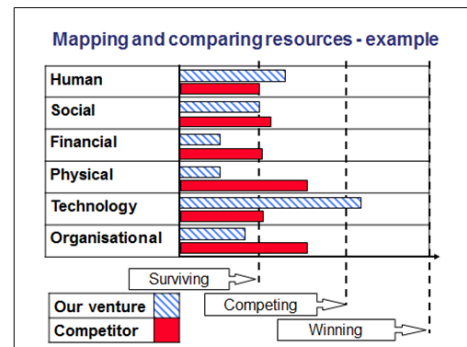 Mapping and comparing resources - example
Human
Social
Financial
Physical
Technology
Organisational
Surviving
Competing
Winning
Our venture
Competitor